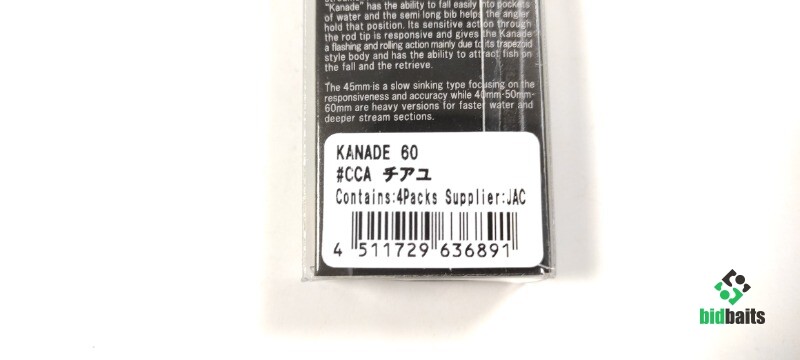 "Kanade" has the ability to fall easily into pockets
of water and the semi long bib helps the angler
hold that position. Its sensitive action through
the rod tip is responsive and gives the Kanade
a flashing and rolling action mainly due to its trapezoid
style body and has the ability to attract fish on
the fall and the retrieve.
The 45mm is a slow sinking type focusing on the
responsiveness and accuracy while 40mm-50mm-
60mm are heavy versions for faster water and
deeper stream sections.
KANADE 60
#CCA チアユ
Contains:4Packs Supplier:JAC
4 511729 636891
bidbaits